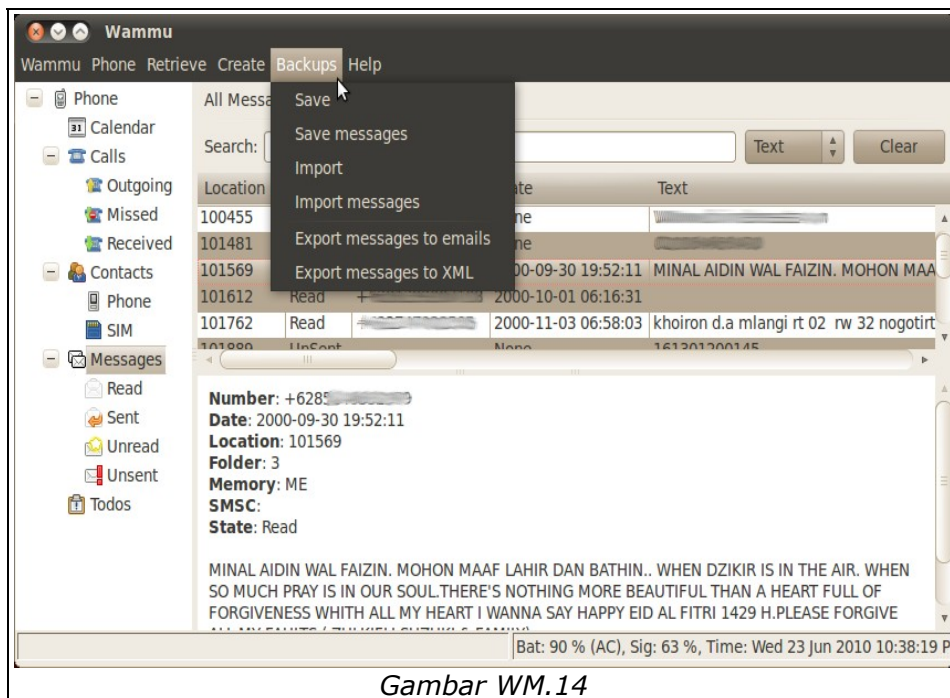 Wammu
Wammu Phone Retrieve Create Backups Help
Phone
Calendar
Calls
Outgoing
Missed
Received
Contacts
Phone
SIM
Messages
Read
Sent
Unread
Unsent
Todos
Save
Save messages
Import
Import messages
Export messages to emails
Export messages to XML
All
Search: Text Clear
Location Text
100455
101481
101569 00-09-30 19:52:11 MINAL AIDIN WAL FAIZIN. MOHON MAA
101612 Read + 2000-10-01 06:16:31
101762 Read 2000-11-03 06:58:03 khoiron d.a mlangi rt 02 rw 32 nogotirt
101889 UnSent None 161301200145
Number: +628
Date: 2000-09-30 19:52:11
Location: 101569
Folder: 3
Memory: ME
SMSC:
State: Read
MINAL AIDIN WAL FAIZIN. MOHON MAAF LAHIR DAN BATHIN.. WHEN DZIKIR IS IN THE AIR. WHEN
SO MUCH PRAY IS IN OUR SOUL.THERE'S NOTHING MORE BEAUTIFUL THAN A HEART FULL OF
FORGIVENESS WHITH ALL MY HEART I WANNA SAY HAPPY EID AL FITRI 1429 H.PLEASE FORGIVE
Bat: 90 % (AC), Sig: 63 %, Time: Wed 23 Jun 2010 10:38:19 P
Gambar WM.14